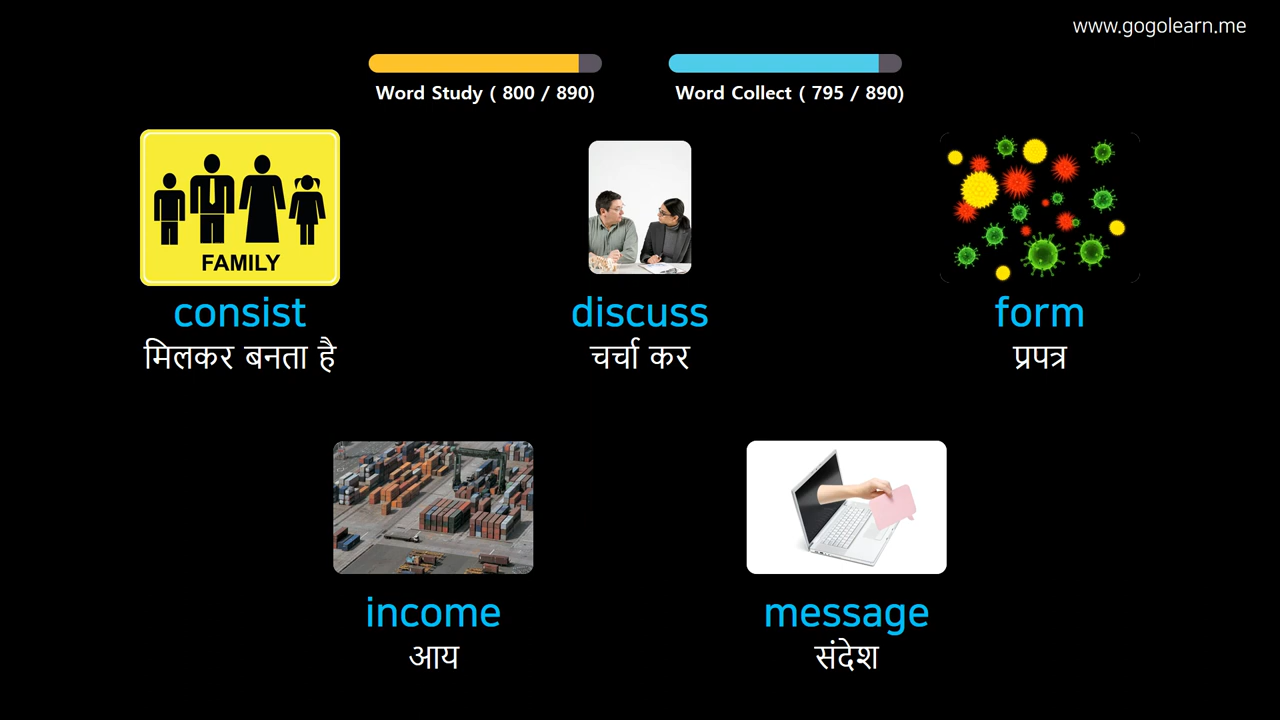 www.gogolearn.me
Word Study ( 800 / 890)
Word Collect ( 795 / 890)
FAMILY
consist
मिलकर बनता है
discuss
चर्चा कर
form
प्रपत्र
income
आय
message
संदेश